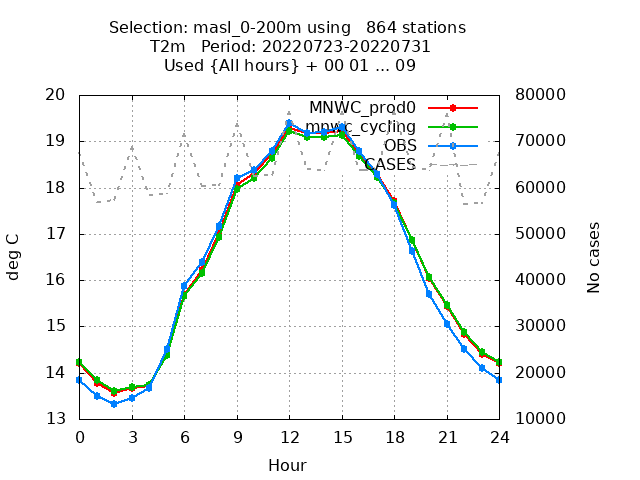 Selection: masl_0-200m using   864 stations
T2m   Period: 20220723-20220731
Used {All hours} + 00 01 ... 09
20 80000
MNWC_prod0
19 70000
mnwc_cycling
OBS
CASES
18 60000
17 50000
deg C
No cases
16 40000
15 30000
14 20000
13 10000
0 3 6 9 12 15 18 21 24
Hour